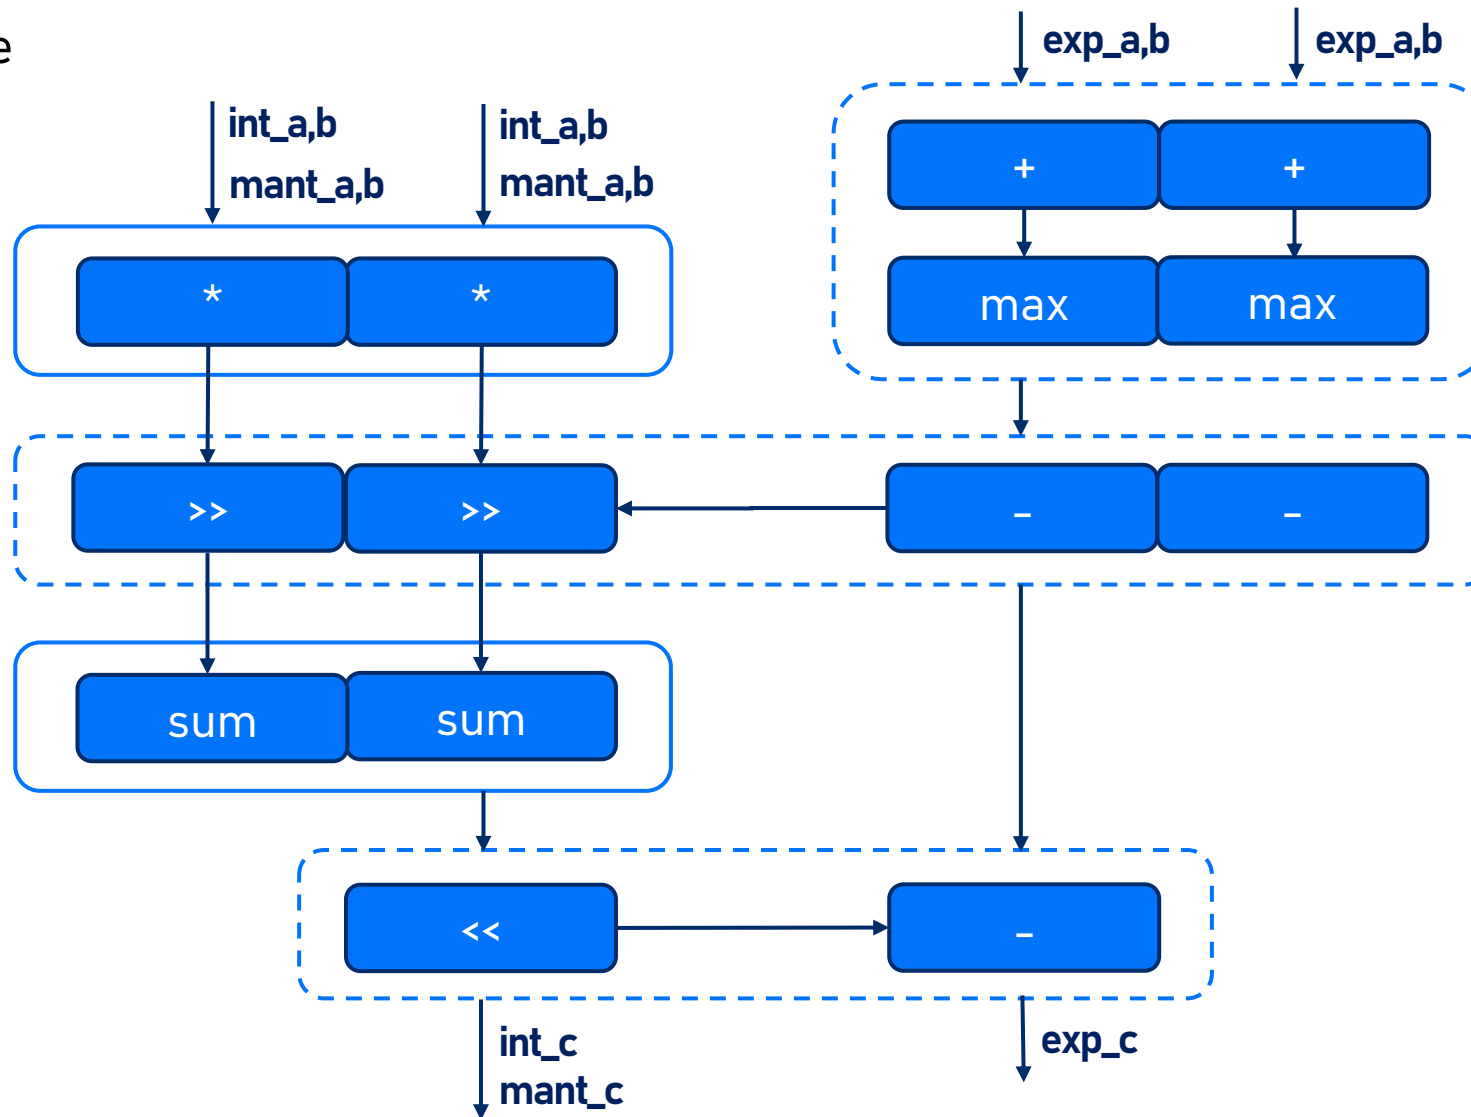 e
exp_a,b
exp_a,b
int_a,b
mant_a,b
int_a,b
mant_a,b
+
+
*
*
max
max
>>
>>
–
–
sum
sum
<<
–
int_c
mant_c
exp_c